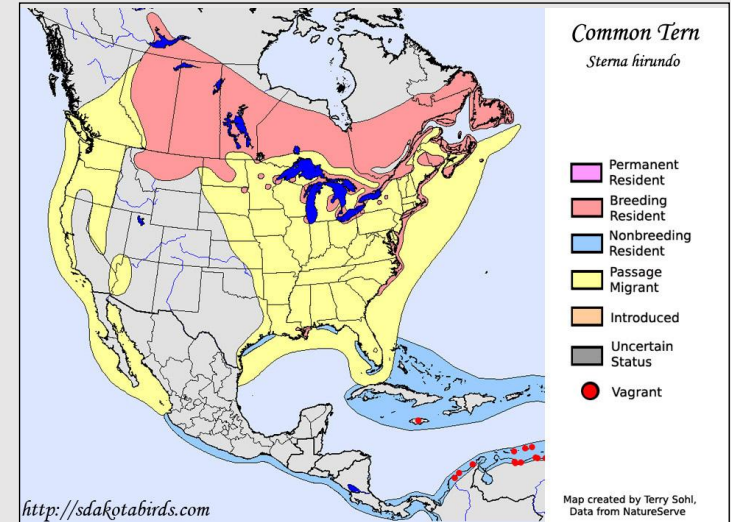 Common Tern
Sterna hirundo
Permanent
Resident
Breeding
Resident
Nonbreeding
Resident
Passage
Migrant
Introduced
Uncertain
Status
Vagrant
http://sdakotabirds.com
Map created by Terry Sohl,
Data from NatureServe